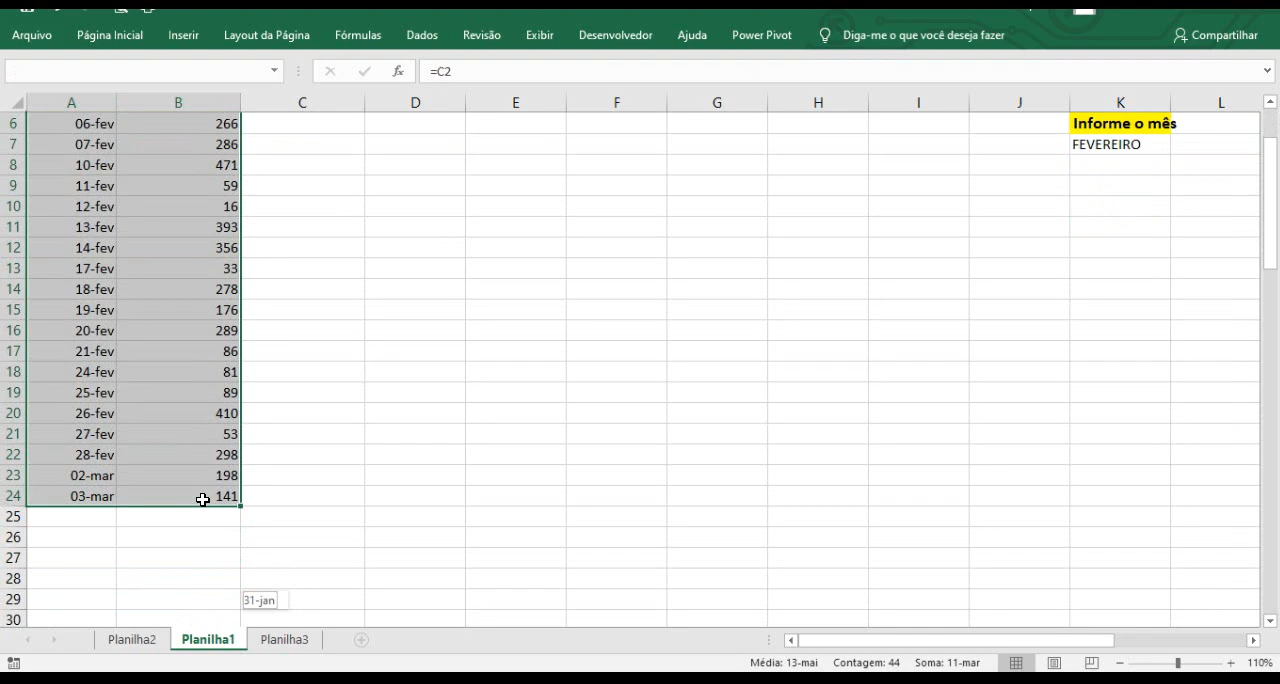 Arquivo Página Inicial Inserir Layout da Página Fórmulas Dados Revisão Exibir Desenvolvedor Ajuda Power Pivot Diga-me o que você deseja fazer Compartilhar
fx =C2
A B C D E F G H I J K L
6 06-fev 266 Informe o mês
7 07-fev 286 FEVEREIRO
8 10-fev 471
9 11-fev 59
10 12-fev 16
11 13-fev 393
12 14-fev 356
13 17-fev 33
14 18-fev 278
15 19-fev 176
16 20-fev 289
17 21-fev 86
18 24-fev 81
19 25-fev 89
20 26-fev 410
21 27-fev 53
22 28-fev 298
23 02-mar 198
24 03-mar 141
25
26
27
28
29 31-jan
30
Planilha2 Planilha1 Planilha3
Média: 13-mai Contagem: 44 Soma: 11-mar 110%